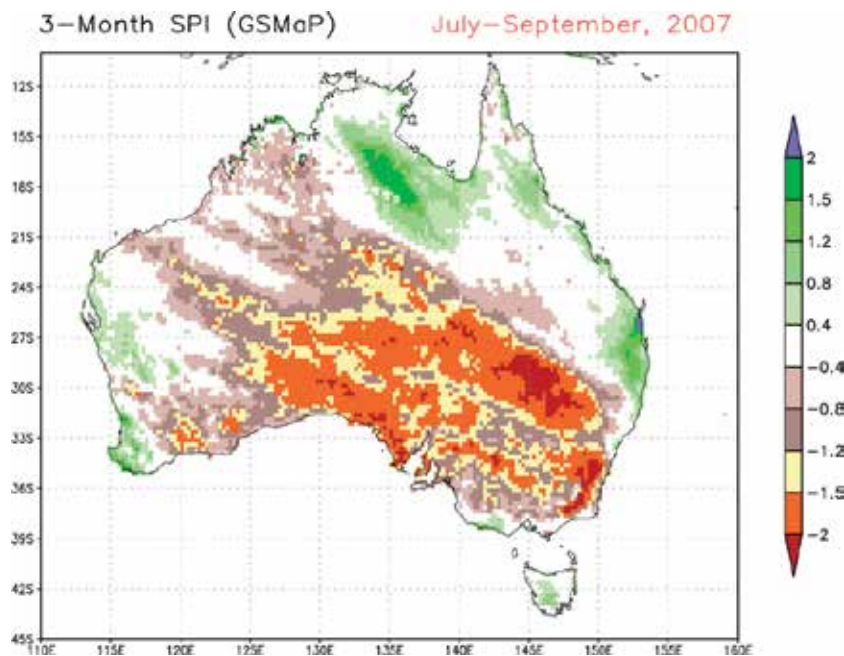 3-Month SPI (GSMaP) July-September, 2007
12S
15S
18S
21S
24S
27S
30S
33S
36S
39S
42S
45S
110E 115E 120E 125E 130E 135E 140E 145E 150E 155E 160E
2
1.5
1.2
0.8
0.4
-0.4
-0.8
-1.2
-1.5
-2